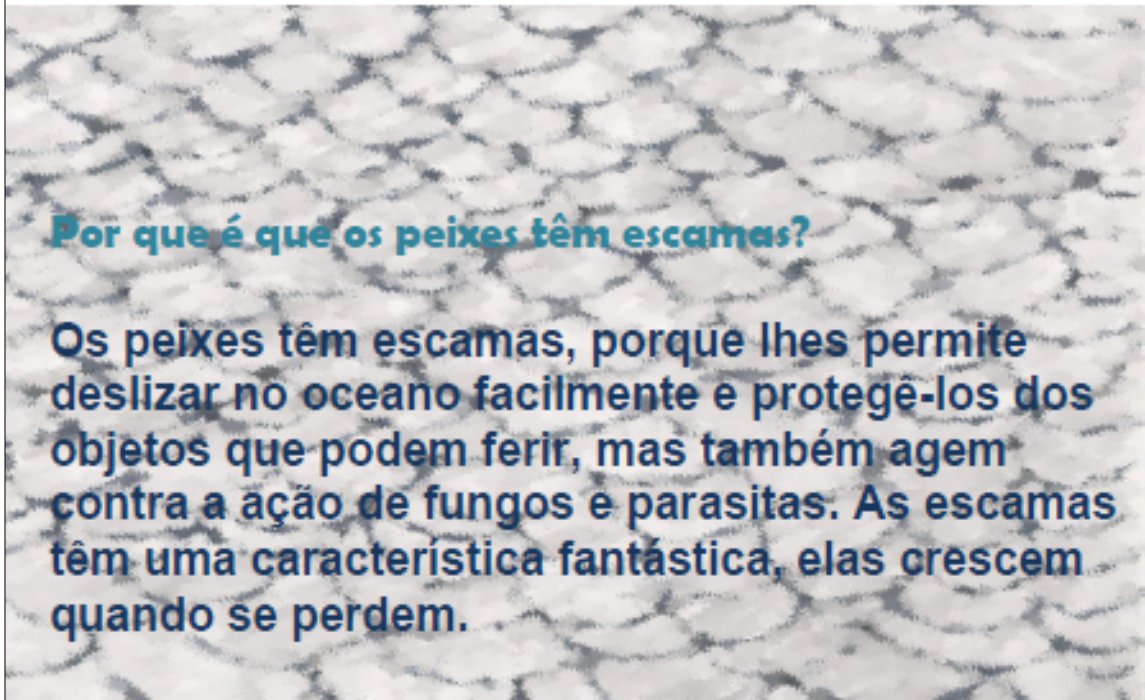 Por que é que os peixes têm escamas?
Os peixes têm escamas, porque lhes permite
deslizar no oceano facilmente e protegê-los dos
objetos que podem ferir, mas também agem
contra a ação de fungos e parasitas. As escamas
têm uma característica fantástica, elas crescem
quando se perdem.